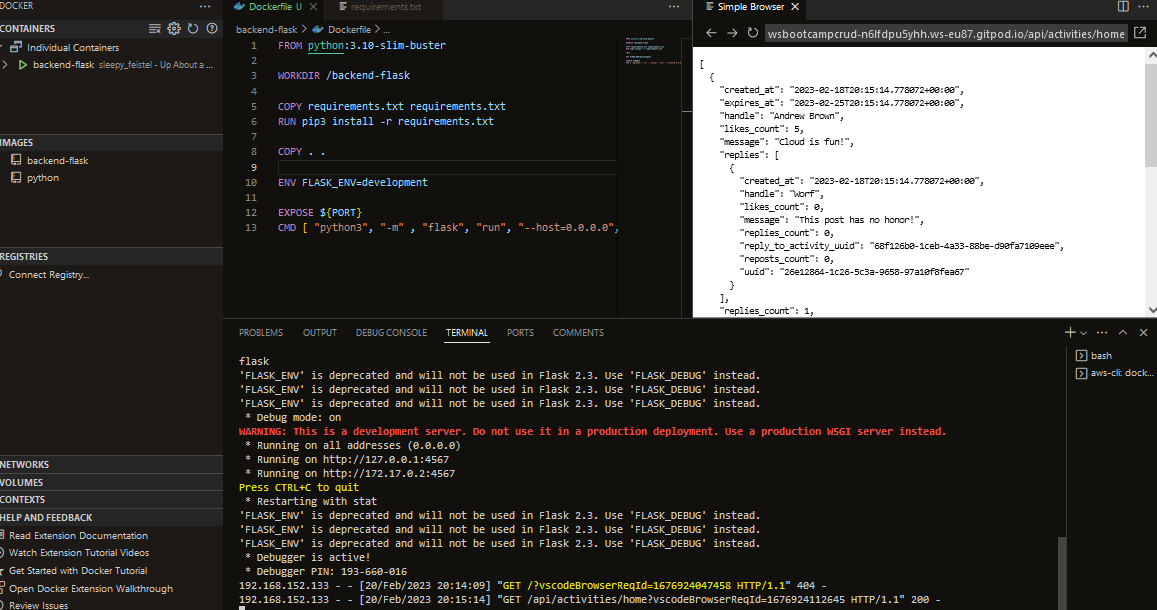 DOCKER
CONTAINERS
Individual Containers
backend-flask sleepy_feistel - Up About a ...
IMAGES
backend-flask
python
REGISTRIES
Connect Registry...
NETWORKS
VOLUMES
CONTEXTS
HELP AND FEEDBACK
Read Extension Documentation
Watch Extension Tutorial Videos
Get Started with Docker Tutorial
Open Docker Extension Walkthrough
Review Issues
Dockerfile U
requirements.txt
backend-flask > Dockerfile > ...
1 FROM python:3.10-slim-buster
2
3 WORKDIR /backend-flask
4
5 COPY requirements.txt requirements.txt
6 RUN pip3 install -r requirements.txt
7
8 COPY . .
9
10 ENV FLASK_ENV=development
11
12 EXPOSE ${PORT}
13 CMD [ "python3", "-m" , "flask", "run", "--host=0.0.0.0",
Simple Browser
wsbootcampcrud-n6lfdpu5yhh.ws-eu87.gitpod.io/api/activities/home
[
{
"created_at": "2023-02-18T20:15:14.778072+00:00",
"expires_at": "2023-02-25T20:15:14.778072+00:00",
"handle": "Andrew Brown",
"likes_count": 5,
"message": "Cloud is fun!",
"replies": [
{
"created_at": "2023-02-18T20:15:14.778072+00:00",
"handle": "Worf",
"likes_count": 0,
"message": "This post has no honor!",
"replies_count": 0,
"reply_to_activity_uuid": "68f126b0-1ceb-4a33-88be-d90fa7109eee",
"reposts_count": 0,
"uuid": "26e12864-1c26-5c3a-9658-97a10f8fea67"
}
],
"replies_count": 1,
PROBLEMS OUTPUT DEBUG CONSOLE TERMINAL PORTS COMMENTS
flask
'FLASK_ENV' is deprecated and will not be used in Flask 2.3. Use 'FLASK_DEBUG' instead.
'FLASK_ENV' is deprecated and will not be used in Flask 2.3. Use 'FLASK_DEBUG' instead.
'FLASK_ENV' is deprecated and will not be used in Flask 2.3. Use 'FLASK_DEBUG' instead.
* Debug mode: on
WARNING: This is a development server. Do not use it in a production deployment. Use a production WSGI server instead.
* Running on all addresses (0.0.0.0)
* Running on http://127.0.0.1:4567
* Running on http://172.17.0.2:4567
Press CTRL+C to quit
* Restarting with stat
'FLASK_ENV' is deprecated and will not be used in Flask 2.3. Use 'FLASK_DEBUG' instead.
'FLASK_ENV' is deprecated and will not be used in Flask 2.3. Use 'FLASK_DEBUG' instead.
'FLASK_ENV' is deprecated and will not be used in Flask 2.3. Use 'FLASK_DEBUG' instead.
* Debugger is active!
* Debugger PIN: 193-660-016
192.168.152.133 - - [20/Feb/2023 20:14:09] "GET /?vscodeBrowserReqId=1676924047458 HTTP/1.1" 404 -
192.168.152.133 - - [20/Feb/2023 20:15:14] "GET /api/activities/home?vscodeBrowserReqId=1676924112645 HTTP/1.1" 200 -
bash
aws-cli: dock...